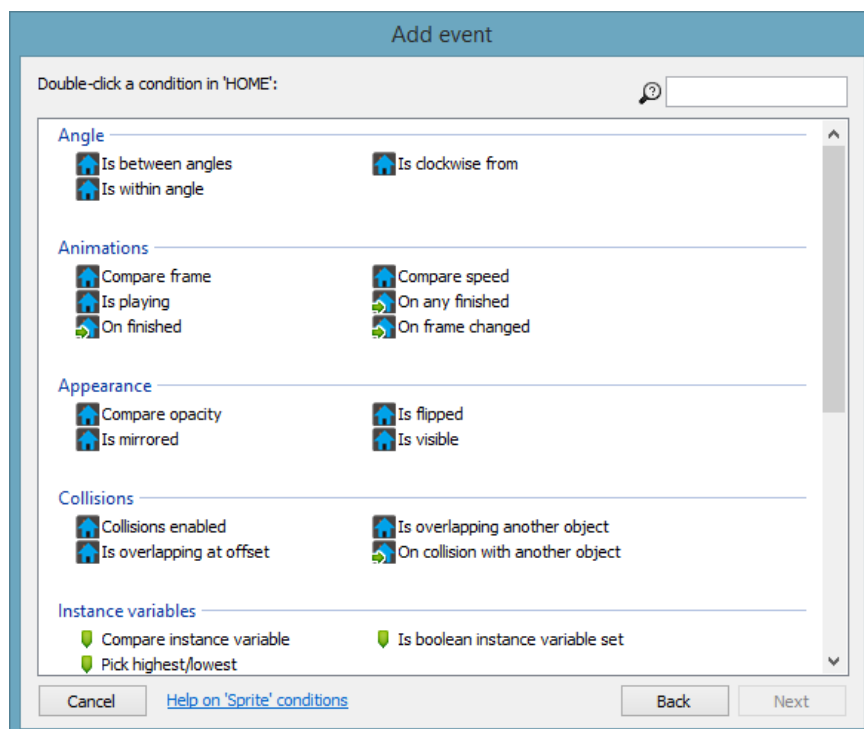 Add event
Double-click a condition in 'HOME':
Angle
Is between angles Is clockwise from
Is within angle
Animations
Compare frame Compare speed
Is playing On any finished
On finished On frame changed
Appearance
Compare opacity Is flipped
Is mirrored Is visible
Collisions
Collisions enabled Is overlapping another object
Is overlapping at offset On collision with another object
Instance variables
Compare instance variable Is boolean instance variable set
Pick highest/lowest
Cancel Help on 'Sprite' conditions Back Next